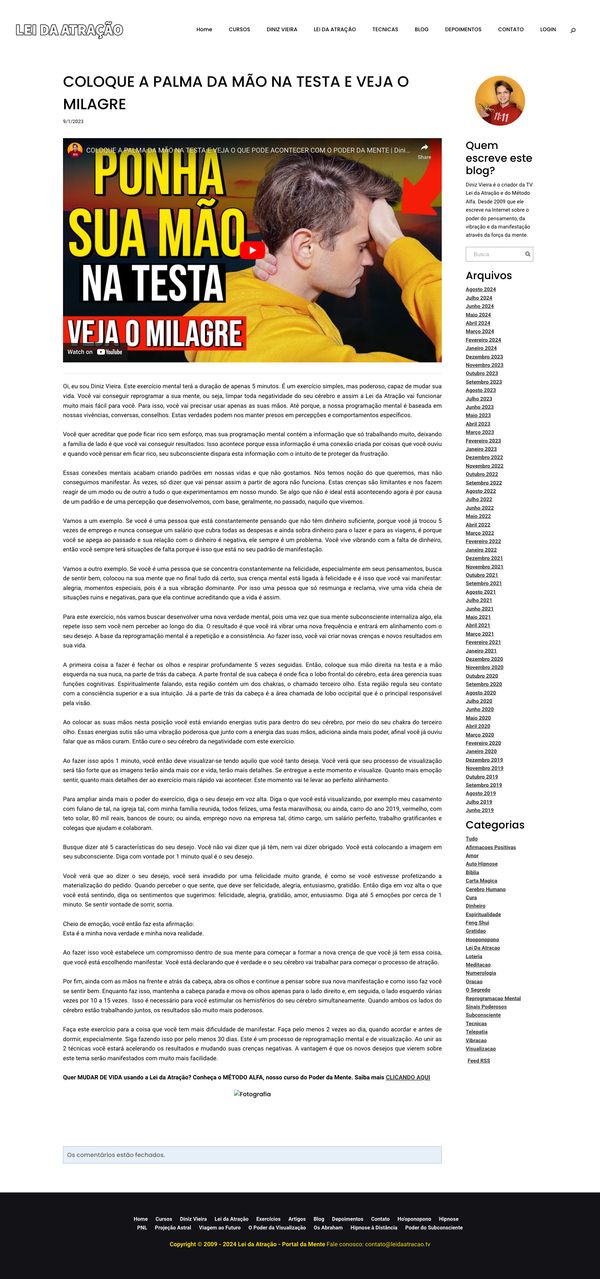 LEI DA ATRAÇÃO
Home CURSOS DINIZ VIEIRA LEI DA ATRAÇÃO TECNICAS BLOG DEPOIMENTOS CONTATO LOGIN
COLOQUE A PALMA DA MÃO NA TESTA E VEJA O
MILAGRE
9/1/2023
COLOQUE A PALMA DA MÃO NA TESTA E VEJA O QUE PODE ACONTECER COM O PODER DA MENTE | Dini...
Share
PONHA
SUA MÃO
NA TESTA
VEJA O MILAGRE
Watch on YouTube
Oi, eu sou Diniz Vieira. Este exercício mental terá a duração de apenas 5 minutos. É um exercício simples, mas poderoso, capaz de mudar sua
vida. Você vai conseguir reprogramar a sua mente, ou seja, limpar toda negatividade do seu cérebro e assim a Lei da Atração vai funcionar
muito mais fácil para você. Para isso, você vai precisar usar apenas as suas mãos. Até porque, a nossa programação mental é baseada em
nossas vivências, conversas, conselhos. Estas verdades podem nos manter presos em percepções e comportamentos específicos.
Você quer acreditar que pode ficar rico sem esforço, mas sua programação mental contém a informação que só trabalhando muito, deixando
a família de lado é que você vai conseguir resultados. Isso acontece porque essa informação é uma conexão criada por coisas que você ouviu
e quando você pensar em ficar rico, seu subconsciente dispara esta informação com o intuito de te proteger da frustração.
Essas conexões mentais acabam criando padrões em nossas vidas e que não gostamos. Nós temos noção do que queremos, mas não
conseguimos manifestar. Às vezes, só dizer que vai pensar assim a partir de agora não funciona. Estas crenças são limitantes e nos fazem
reagir de um modo ou de outro a tudo o que experimentamos em nosso mundo. Se algo que não é ideal está acontecendo agora é por causa
de um padrão e de uma percepção que desenvolvemos, com base, geralmente, no passado, naquilo que vivemos.
Vamos a um exemplo. Se você é uma pessoa que está constantemente pensando que não têm dinheiro suficiente, porque você já trocou 5
vezes de emprego e nunca consegue um salário que cubra todas as despesas e ainda sobra dinheiro para o lazer e para as viagens, é porque
você se apega ao passado e sua relação com o dinheiro é negativa, ele sempre é um problema. Você vive vibrando com a falta de dinheiro,
então você sempre terá situações de falta porque é isso que está no seu padrão de manifestação.
Vamos a outro exemplo. Se você é uma pessoa que se concentra constantemente na felicidade, especialmente em seus pensamentos, busca
de sentir bem, colocou na sua mente que no final tudo dá certo, sua crença mental está ligada à felicidade e é isso que você vai manifestar:
alegria, momentos especiais, pois é a sua vibração dominante. Por isso uma pessoa que só resmunga e reclama, vive uma vida cheia de
situações ruins e negativas, para que ela continue acreditando que a vida é assim.
Para este exercício, nós vamos buscar desenvolver uma nova verdade mental, pois uma vez que sua mente subconsciente internaliza algo, ela
repete isso sem você nem perceber ao longo do dia. O resultado é que você irá vibrar uma nova frequência e entrará em alinhamento com o
seu desejo. A base da reprogramação mental é a repetição e a consistência. Ao fazer isso, você vai criar novas crenças e novos resultados em
sua vida.
A primeira coisa a fazer é fechar os olhos e respirar profundamente 5 vezes seguidas. Então, coloque sua mão direita na testa e a mão
esquerda na sua nuca, na parte de trás da cabeça. A parte frontal de sua cabeça é onde fica o lobo frontal do cérebro, esta área gerencia suas
funções cognitivas. Espiritualmente falando, esta região contém um dos chakras, o chamado terceiro olho. Esta região regula seu contato
com a consciência superior e a sua intuição. Já a parte de trás da cabeça é a área chamada de lobo occipital que é o principal responsável
pela visão.
Ao colocar as suas mãos nesta posição você está enviando energias sutis para dentro do seu cérebro, por meio do seu chakra do terceiro
olho. Essas energias sutis são uma vibração poderosa que junto com a energia das suas mãos, adiciona ainda mais poder, afinal você já ouviu
falar que as mãos curam. Então cure o seu cérebro da negatividade com este exercício.
Ao fazer isso após 1 minuto, você então deve visualizar-se tendo aquilo que você tanto deseja. Você verá que seu processo de visualização
será tão forte que as imagens terão ainda mais cor e vida, terão mais detalhes. Se entregue a este momento e visualize. Quanto mais emoção
sentir, quanto mais detalhes der ao exercício mais rápido vai acontecer. Este momento vai te levar ao perfeito alinhamento.
Para ampliar ainda mais o poder do exercício, diga o seu desejo em voz alta. Diga o que você está visualizando, por exemplo meu casamento
com fulano de tal, na igreja tal, com minha família reunida, todos felizes, uma festa maravilhosa; ou ainda, carro do ano 2019, vermelho, com
teto solar, 80 mil reais, bancos de couro; ou ainda, emprego novo na empresa tal, ótimo cargo, um salário perfeito, trabalho gratificantes e
colegas que ajudam e colaboram.
Busque dizer até 5 características do seu desejo. Você não vai dizer que já têm, nem vai dizer obrigado. Você está colocando a imagem em
seu subconsciente. Diga com vontade por 1 minuto qual é o seu desejo.
Você verá que ao dizer o seu desejo, você será invadido por uma felicidade muito grande, é como se você estivesse profetizando a
materialização do pedido. Quando perceber o que sente, que deve ser felicidade, alegria, entusiasmo, gratidão. Então diga em voz alta o que
você está sentindo, diga os sentimentos que sugerimos: felicidade, alegria, gratidão, amor, entusiasmo. Diga até 5 emoções por cerca de 1
minuto. Se sentir vontade de sorrir, sorria.
Cheio de emoção, você então faz esta afirmação:
Esta é a minha nova verdade e minha nova realidade.
Ao fazer isso você estabelece um compromisso dentro de sua mente para começar a formar a nova crença de que você já tem essa coisa,
que você está escolhendo manifestar. Você está declarando que é verdade e o seu cérebro vai trabalhar para começar o processo de atração.
Por fim, ainda com as mãos na frente e atrás da cabeça, abra os olhos e continue a pensar sobre sua nova manifestação e como isso faz você
se sentir bem. Enquanto faz isso, mantenha a cabeça parada e mova os olhos apenas para o lado direito e, em seguida, o lado esquerdo várias
vezes por 10 a 15 vezes. Isso é necessário para você estimular os hemisférios do seu cérebro simultaneamente. Quando ambos os lados do
cérebro estão trabalhando juntos, os resultados são muito mais poderosos.
Faça este exercício para a coisa que você tem mais dificuldade de manifestar. Faça pelo menos 2 vezes ao dia, quando acordar e antes de
dormir, especialmente. Siga fazendo isso por pelo menos 30 dias. Este é um processo de reprogramação mental e de visualização. Ao unir as
2 técnicas você estará acelerando os resultados e mudando suas crenças negativas. A vantagem é que os novos desejos que vierem sobre
este tema serão manifestados com muito mais facilidade.
Quer MUDAR DE VIDA usando a Lei da Atração? Conheça o MÉTODO ALFA, nosso curso do Poder da Mente. Saiba mais CLICANDO AQUI
Fotografia
Os comentários estão fechados.
11:11
Quem
escreve este
blog?
Diniz Vieira é o criador da TV
Lei da Atração e do Método
Alfa. Desde 2009 que ele
escreve na Internet sobre o
poder do pensamento, da
vibração e da manifestação
através da força da mente.
Busca
Arquivos
Agosto 2024
Julho 2024
Junho 2024
Maio 2024
Abril 2024
Março 2024
Fevereiro 2024
Janeiro 2024
Dezembro 2023
Novembro 2023
Outubro 2023
Setembro 2023
Agosto 2023
Julho 2023
Junho 2023
Maio 2023
Abril 2023
Março 2023
Fevereiro 2023
Janeiro 2023
Dezembro 2022
Novembro 2022
Outubro 2022
Setembro 2022
Agosto 2022
Julho 2022
Junho 2022
Maio 2022
Abril 2022
Março 2022
Fevereiro 2022
Janeiro 2022
Dezembro 2021
Novembro 2021
Outubro 2021
Setembro 2021
Agosto 2021
Julho 2021
Junho 2021
Maio 2021
Abril 2021
Março 2021
Fevereiro 2021
Janeiro 2021
Dezembro 2020
Novembro 2020
Outubro 2020
Setembro 2020
Agosto 2020
Julho 2020
Junho 2020
Maio 2020
Abril 2020
Março 2020
Fevereiro 2020
Janeiro 2020
Dezembro 2019
Novembro 2019
Outubro 2019
Setembro 2019
Agosto 2019
Julho 2019
Junho 2019
Categorias
Tudo
Afirmacoes Positivas
Amor
Auto Hipnose
Biblia
Carta Magica
Cerebro Humano
Cura
Dinheiro
Espiritualidade
Feng Shui
Gratidao
Hooponopono
Lei Da Atracao
Loteria
Meditacao
Numerologia
Oracao
O Segredo
Reprogramacao Mental
Sinais Poderosos
Subconsciente
Tecnicas
Telepatia
Vibracao
Visualizacao
Feed RSS
Home Cursos Diniz Vieira Lei da Atração Exercícios Artigos Blog Depoimentos Contato Ho'oponopono Hipnose
PNL Projeção Astral Viagem ao Futuro O Poder da Visualização Os Abraham Hipnose à Distância Poder do Subconsciente
Copyright © 2009 - 2024 Lei da Atração - Portal da Mente Fale conosco: contato@leidaatracao.tv